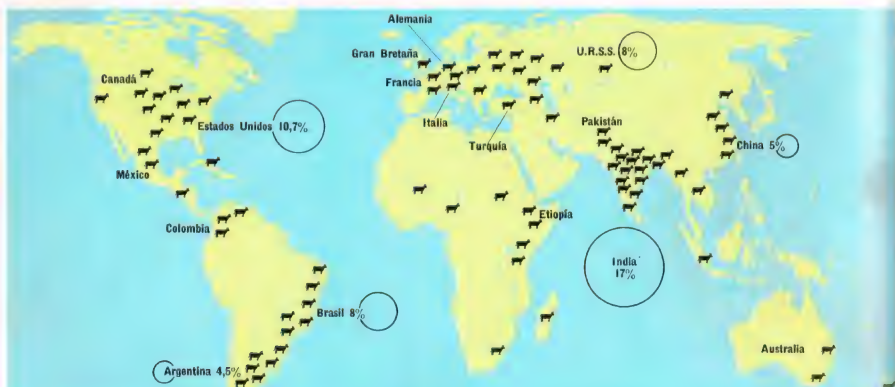 Alemania
Gran Bretaña
U.R.S.S. 8%
Canadá
Francia
Estados Unidos 10,7%
Italia
Pakistán
Turquía
China 5%
México
Etiopía
Colombia
India
17%
Brasil 8%
Australia
Argentina 4,5%